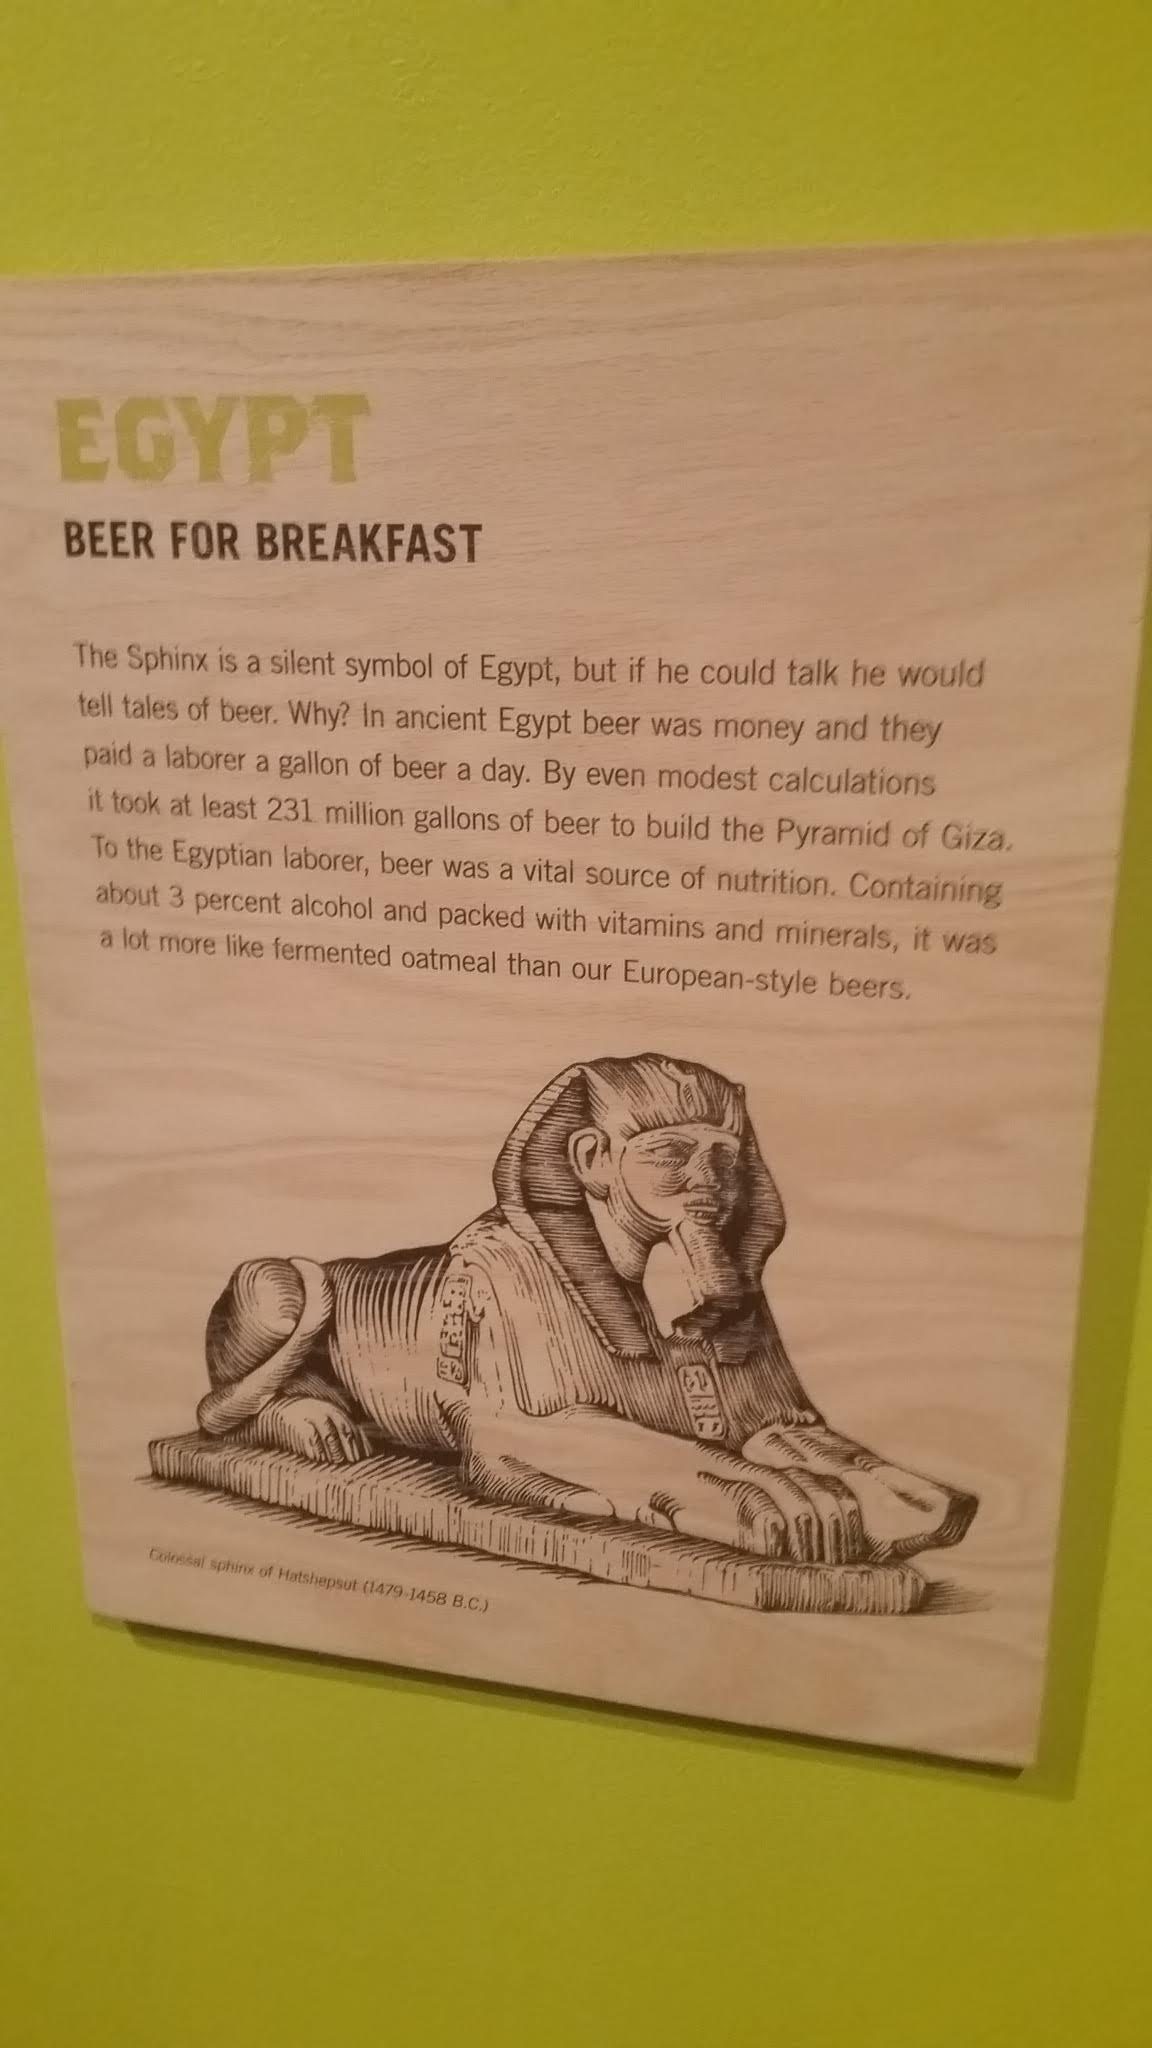 EGYPT
BEER FOR BREAKFAST
The Sphinx is a silent symbol of Egypt, but if he could talk he would
tell tales of beer. Why? In ancient Egypt beer was money and they
paid a laborer a gallon of beer a day. By even modest calculations
it took at least 231 million gallons of beer to build the Pyramid of Giza.
To the Egyptian laborer, beer was a vital source of nutrition. Containing
about 3 percent alcohol and packed with vitamins and minerals, it was
a lot more like fermented oatmeal than our European-style beers.
Colossal sphinx of Hatshepsut (1479-1458 B.C.)